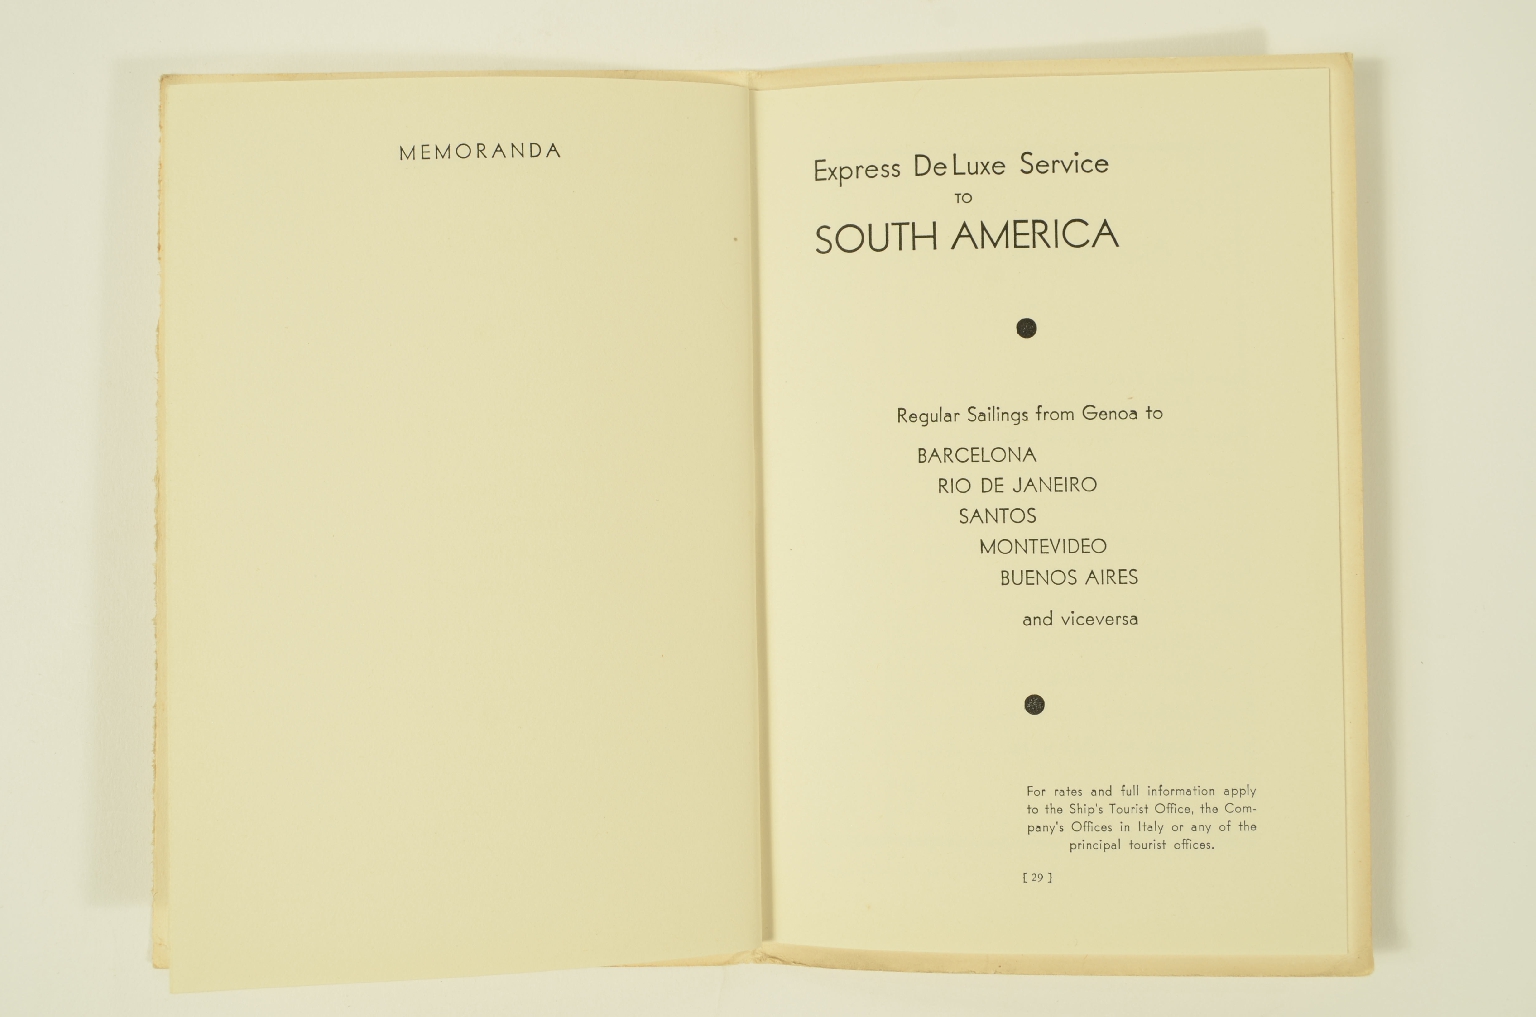 MEMORANDA
Express De Luxe Service
TO
SOUTH AMERICA
Regular Sailings from Genoa to
BARCELONA
RIO DE JANEIRO
SANTOS
MONTEVIDEO
BUENOS AIRES
and viceversa
For rates and full information apply
to the Ship's Tourist Office, the Com-
pany's Offices in Italy or any of the
principal tourist offices.
[ 29 ]